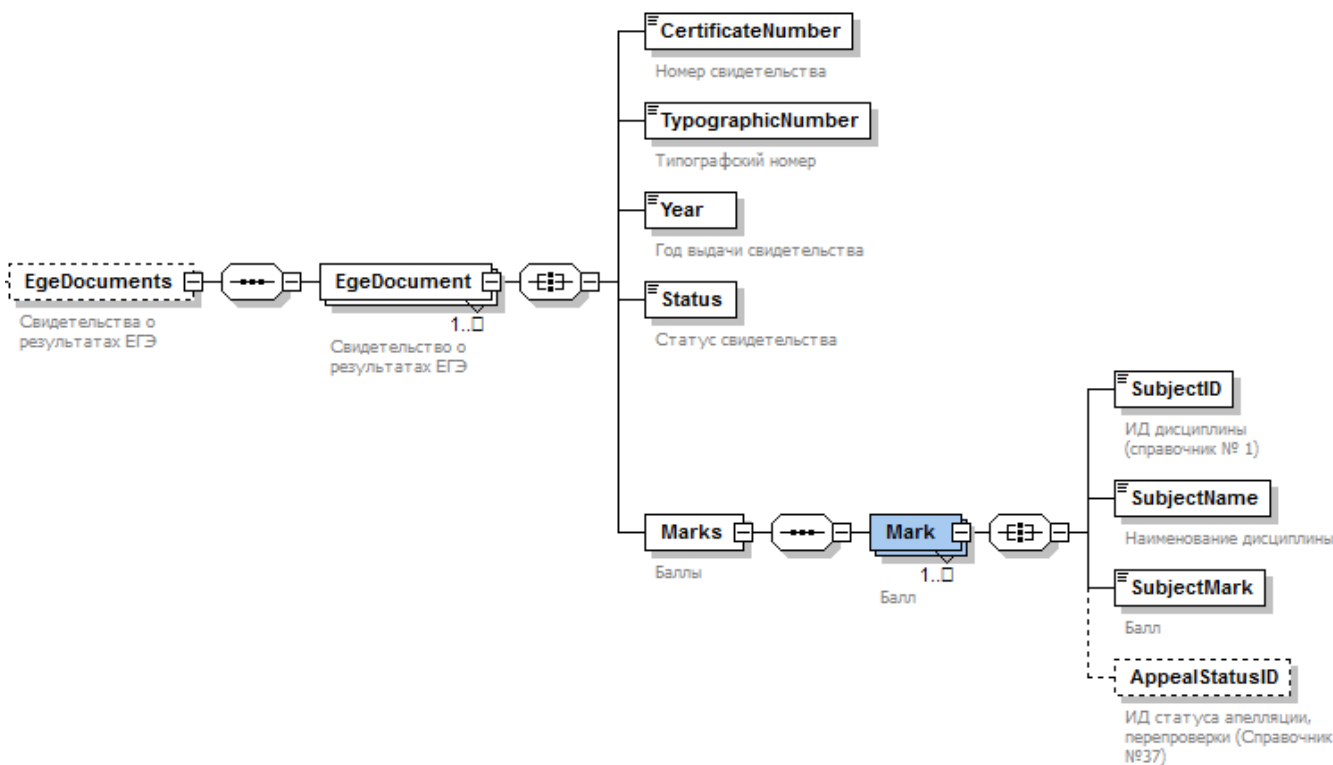 CertificateNumber
Номер свидетельства
TypographicNumber
Типографский номер
Year
Год выдачи свидетельства
EgeDocuments
Свидетельства о
результатах ЕГЭ
EgeDocument
1..□
Свидетельство о
результатах ЕГЭ
Status
Статус свидетельства
Marks
Баллы
Mark
1..□
Балл
SubjectID
ИД дисциплины
(справочник № 1)
SubjectName
Наименование дисциплины
SubjectMark
Балл
AppealStatusID
ИД статуса апелляции,
перепроверки (Справочник
№37)